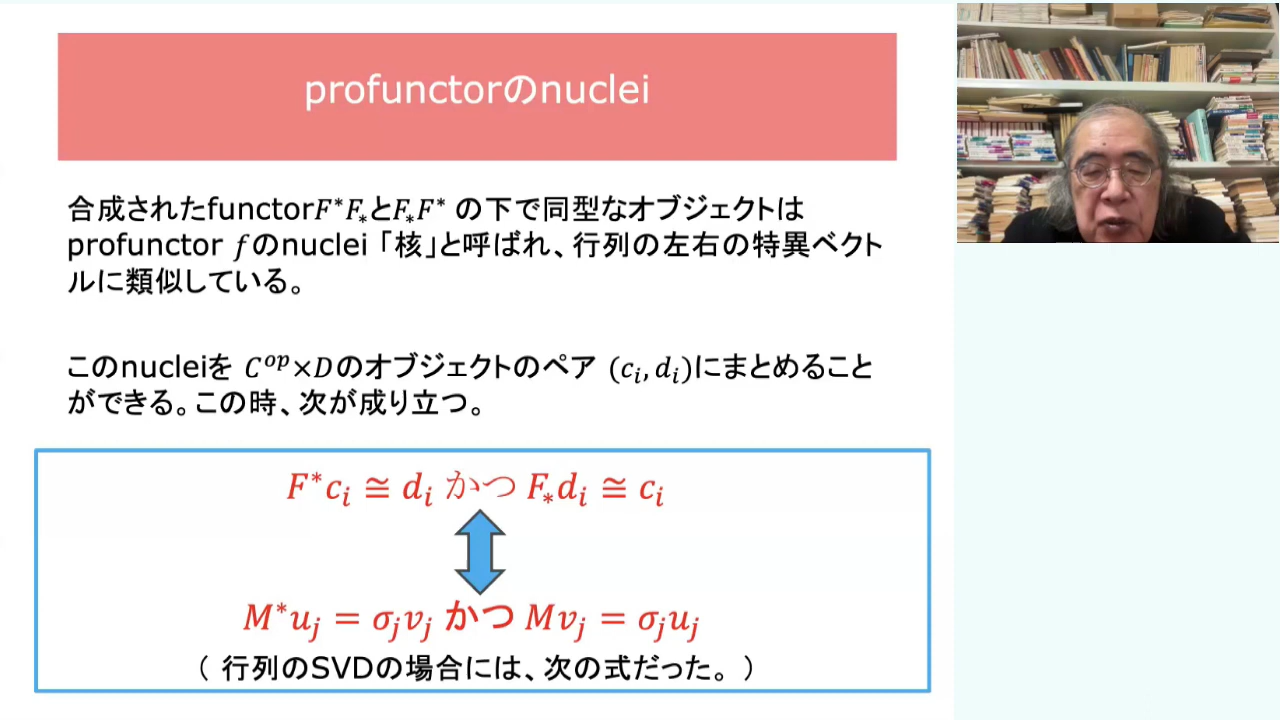 profunctorのnuclei
合成されたfunctorF*F_*とF_*F* の下で同型なオブジェクトは
profunctor fのnuclei「核」と呼ばれ、行列の左右の特異ベクト
ルに類似している。
このnucleiを C^op×Dのオブジェクトのペア (c_i, d_i)にまとめること
ができる。この時、次が成り立つ。
F*c_i ≅ d_i かつ F_*d_i ≅ c_i
M*u_j = σ_j v_j かつ Mv_j = σ_j u_j
( 行列のSVDの場合には、次の式だった。 )